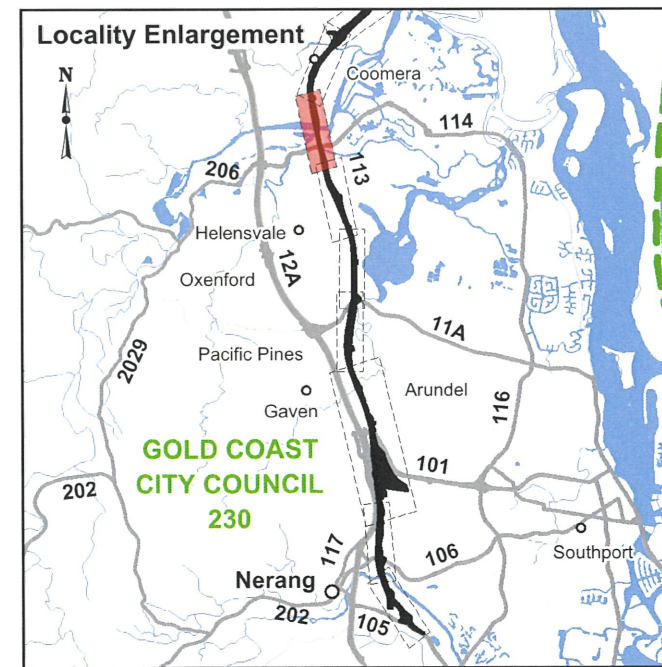 Locality Enlargement
N
Coomera
114
206
113
Helensvale
12A
Oxenford
11A
2029
Pacific Pines
Arundel
116
Gaven
GOLD COAST
CITY COUNCIL
230
101
202
117
106
Southport
Nerang
202
105